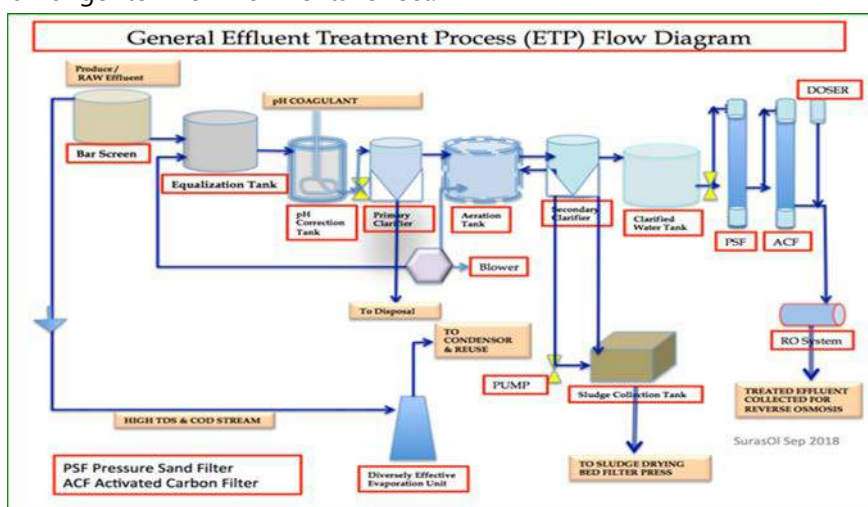 General Effluent Treatment Process (ETP) Flow Diagram
Produce/
RAW Effluent
pH COAGULANT
DOSER
Bar Screen
Equalization Tank
pH
Correction
Tank
Primary
Clarifier
Aeration
Tank
Secondary
Clarifier
Clarified
Water Tank
PSF
ACF
Blower
To Disposal
TO
CONDENSOR
& REUSE
PUMP
Sludge Collection Tank
RO System
TREATED EFFLUENT
COLLECTED FOR
REVERSE OSMOSIS
HIGH TDS & COD STREAM
SurasOl Sep 2018
PSF Pressure Sand Filter
ACF Activated Carbon Filter
Diversely Effective
Evaporation Unit
TO SLUDGE DRYING
BED FILTER PRESS